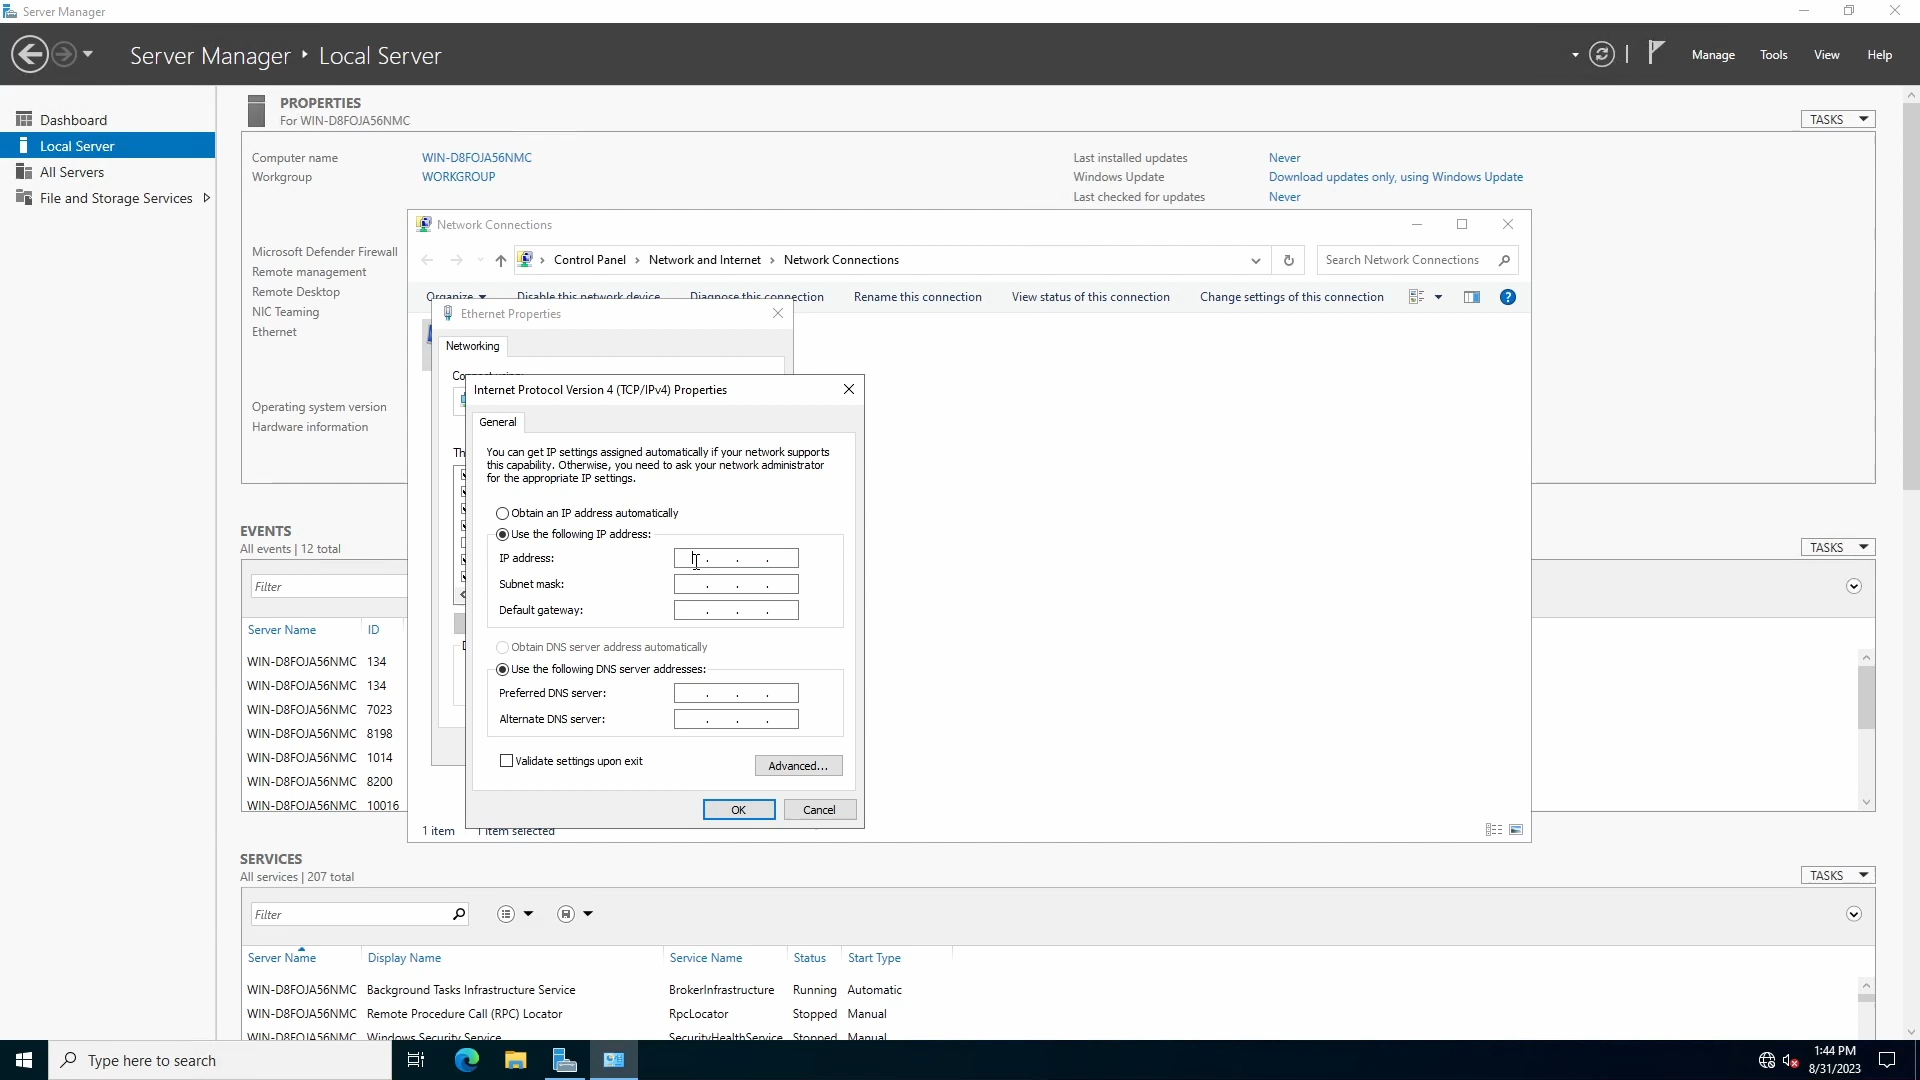 Server Manager
Server Manager ‣ Local Server
Manage Tools View Help
Dashboard
Local Server
All Servers
File and Storage Services
PROPERTIES
For WIN-D8FOJA56NMC
TASKS
Computer name WIN-D8FOJA56NMC
Workgroup WORKGROUP
Last installed updates Never
Windows Update Download updates only, using Windows Update
Last checked for updates Never
Microsoft Defender Firewall
Remote management
Remote Desktop
NIC Teaming
Ethernet
Operating system version
Hardware information
Network Connections
Control Panel › Network and Internet › Network Connections
Search Network Connections
Organize Disable this network device Diagnose this connection Rename this connection View status of this connection Change settings of this connection
Ethernet Properties
Networking
Internet Protocol Version 4 (TCP/IPv4) Properties
General
You can get IP settings assigned automatically if your network supports
this capability. Otherwise, you need to ask your network administrator
for the appropriate IP settings.
Obtain an IP address automatically
Use the following IP address:
IP address: . . .
Subnet mask: . . .
Default gateway: . . .
Obtain DNS server address automatically
Use the following DNS server addresses:
Preferred DNS server: . . .
Alternate DNS server: . . .
Validate settings upon exit
Advanced...
OK Cancel
1 item 1 item selected
EVENTS
All events | 12 total
TASKS
Filter
Server Name ID
WIN-D8FOJA56NMC 134
WIN-D8FOJA56NMC 134
WIN-D8FOJA56NMC 7023
WIN-D8FOJA56NMC 8198
WIN-D8FOJA56NMC 1014
WIN-D8FOJA56NMC 8200
WIN-D8FOJA56NMC 10016
SERVICES
All services | 207 total
TASKS
Filter
Server Name Display Name Service Name Status Start Type
WIN-D8FOJA56NMC Background Tasks Infrastructure Service BrokerInfrastructure Running Automatic
WIN-D8FOJA56NMC Remote Procedure Call (RPC) Locator RpcLocator Stopped Manual
WIN-D8FOJA56NMC Windows Security Service SecurityHealthService Stopped Manual
Type here to search
1:44 PM
8/31/2023